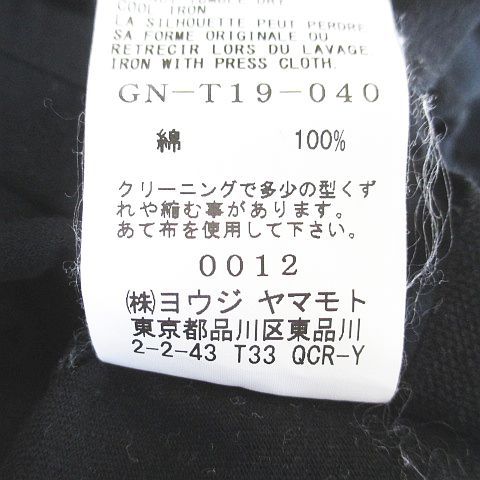 COOL IRON
LA SILHOUETTE PEUT PERDRE
SA FORME ORIGINALE OU
RETRECIR LORS DU LAVAGE
IRON WITH PRESS CLOTH.
GN-T19-040
綿 100%
クリーニングで多少の型くず
れや縮む事があります。
あて布を使用して下さい。
0012
㈱ヨウジ ヤマモト
東京都品川区東品川
2-2-43 T33 QCR-Y